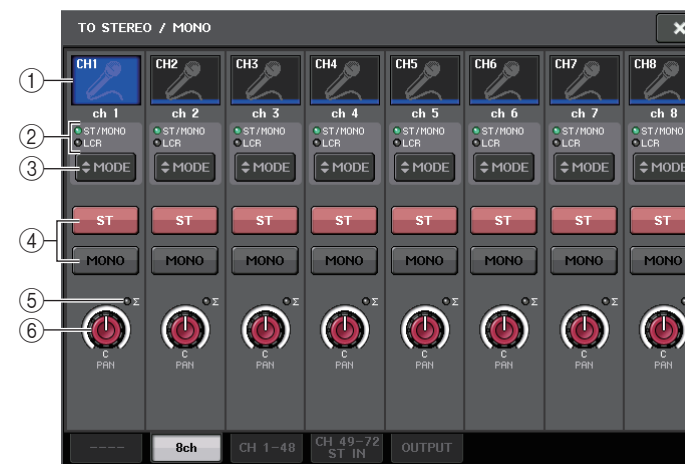 TO STEREO / MONO
CH1 CH2 CH3 CH4 CH5 CH6 CH7 CH8
1
ch 1 ch 2 ch 3 ch 4 ch 5 ch 6 ch 7 ch 8
2
ST/MONO ST/MONO ST/MONO ST/MONO ST/MONO ST/MONO ST/MONO ST/MONO
LCR LCR LCR LCR LCR LCR LCR LCR
3
MODE MODE MODE MODE MODE MODE MODE MODE
4
ST ST ST ST ST ST ST ST
MONO MONO MONO MONO MONO MONO MONO MONO
5
Σ Σ Σ Σ Σ Σ Σ
6
C C C C C C C
PAN PAN PAN PAN PAN PAN PAN
---- 8ch CH 1-48 CH 49-72 OUTPUT
ST IN